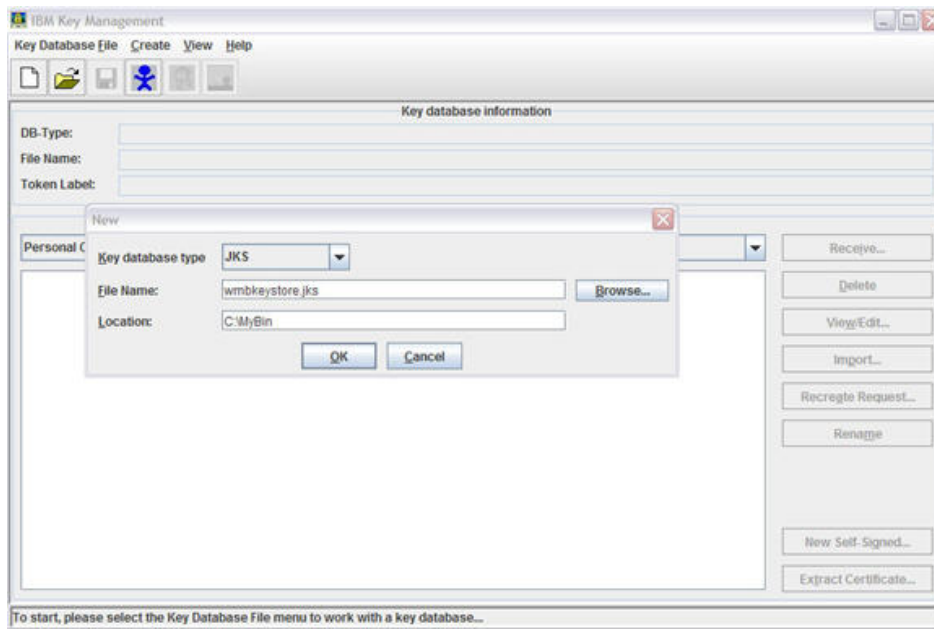 IBM Key Management
Key Database File Create View Help
Key database information
DB-Type:
File Name:
Token Label:
New
Personal C
Key database type JKS
File Name: wmbkeystore.jks Browse...
Location: C:\MyBin
OK Cancel
Receive...
Delete
View/Edit...
Import...
Recreate Request...
Rename
New Self-Signed...
Extract Certificate...
To start, please select the Key Database File menu to work with a key database...